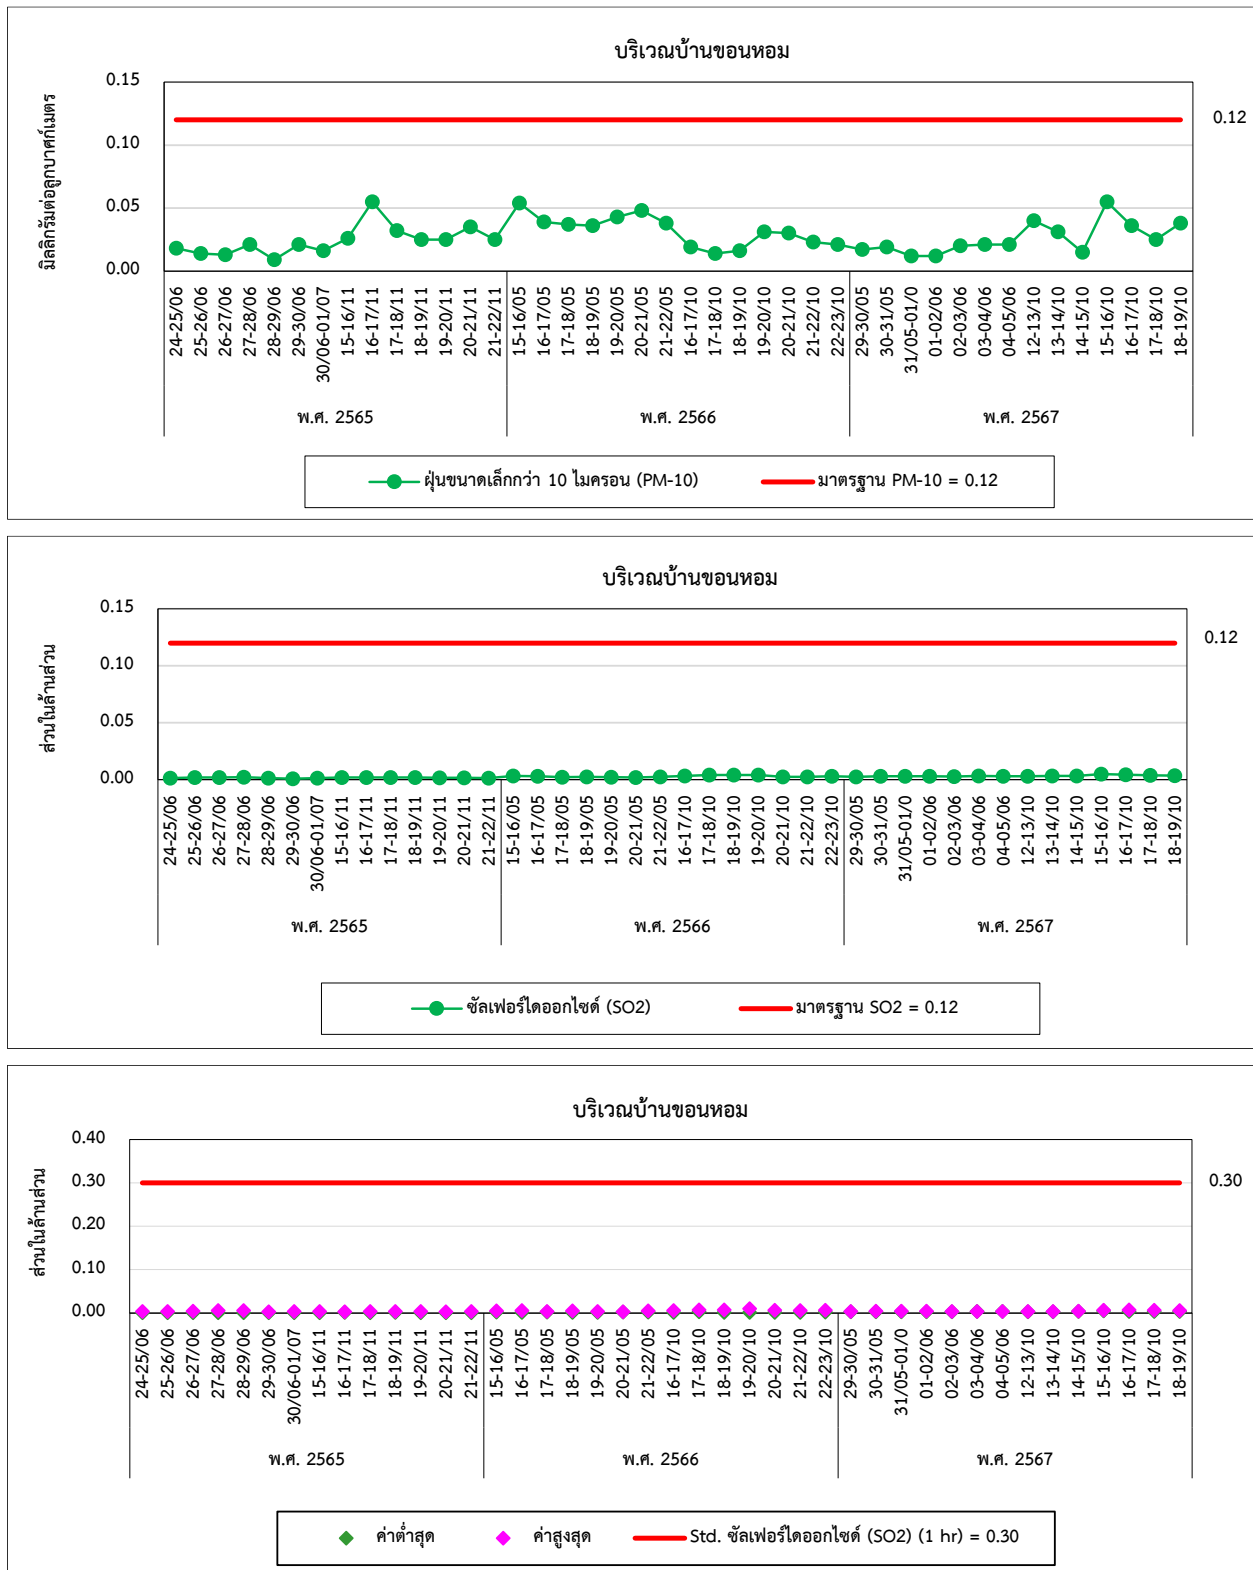 บริเวณบ้านขอนหอม
มิลลิกรัมต่อลูกบาศก์เมตร
0.15
0.12
0.10
0.05
0.00
24-25/06 25-26/06 26-27/06 27-28/06 28-29/06 29-30/06 30/06-01/07 15-16/11 16-17/11 17-18/11 18-19/11 19-20/11 20-21/11 21-22/11 15-16/05 16-17/05 17-18/05 18-19/05 19-20/05 20-21/05 21-22/05 16-17/10 17-18/10 18-19/10 19-20/10 20-21/10 21-22/10 22-23/10 29-30/05 30-31/05 31/05-01/0 01-02/06 02-03/06 03-04/06 04-05/06 12-13/10 13-14/10 14-15/10 15-16/10 16-17/10 17-18/10 18-19/10
พ.ศ. 2565 พ.ศ. 2566 พ.ศ. 2567
ฝุ่นขนาดเล็กกว่า 10 ไมครอน (PM-10) มาตรฐาน PM-10 = 0.12
บริเวณบ้านขอนหอม
ส่วนในล้านส่วน
0.15
0.12
0.10
0.05
0.00
24-25/06 25-26/06 26-27/06 27-28/06 28-29/06 29-30/06 30/06-01/07 15-16/11 16-17/11 17-18/11 18-19/11 19-20/11 20-21/11 21-22/11 15-16/05 16-17/05 17-18/05 18-19/05 19-20/05 20-21/05 21-22/05 16-17/10 17-18/10 18-19/10 19-20/10 20-21/10 21-22/10 22-23/10 29-30/05 30-31/05 31/05-01/0 01-02/06 02-03/06 03-04/06 04-05/06 12-13/10 13-14/10 14-15/10 15-16/10 16-17/10 17-18/10 18-19/10
พ.ศ. 2565 พ.ศ. 2566 พ.ศ. 2567
ซัลเฟอร์ไดออกไซด์ (SO2) มาตรฐาน SO2 = 0.12
บริเวณบ้านขอนหอม
ส่วนในล้านส่วน
0.40
0.30 0.30
0.20
0.10
0.00
24-25/06 25-26/06 26-27/06 27-28/06 28-29/06 29-30/06 30/06-01/07 15-16/11 16-17/11 17-18/11 18-19/11 19-20/11 20-21/11 21-22/11 15-16/05 16-17/05 17-18/05 18-19/05 19-20/05 20-21/05 21-22/05 16-17/10 17-18/10 18-19/10 19-20/10 20-21/10 21-22/10 22-23/10 29-30/05 30-31/05 31/05-01/0 01-02/06 02-03/06 03-04/06 04-05/06 12-13/10 13-14/10 14-15/10 15-16/10 16-17/10 17-18/10 18-19/10
พ.ศ. 2565 พ.ศ. 2566 พ.ศ. 2567
ค่าต่ำสุด ค่าสูงสุด Std. ซัลเฟอร์ไดออกไซด์ (SO2) (1 hr) = 0.30